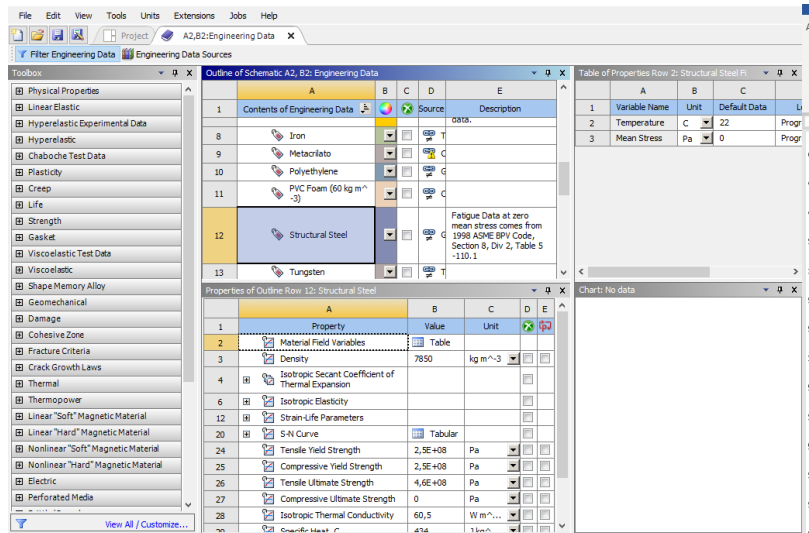 File Edit View Tools Units Extensions Jobs Help
Project A2,B2:Engineering Data X
Filter Engineering Data Engineering Data Sources
Toolbox
Physical Properties
Linear Elastic
Hyperelastic Experimental Data
Hyperelastic
Chaboche Test Data
Plasticity
Creep
Life
Strength
Gasket
Viscoelastic Test Data
Viscoelastic
Shape Memory Alloy
Geomechanical
Damage
Cohesive Zone
Fracture Criteria
Crack Growth Laws
Thermal
Thermopower
Linear "Soft" Magnetic Material
Linear "Hard" Magnetic Material
Nonlinear "Soft" Magnetic Material
Nonlinear "Hard" Magnetic Material
Electric
Perforated Media
View All / Customize...
Outline of Schematic A2, B2: Engineering Data
A B C D E
1 Contents of Engineering Data Source Description
data.
8 Iron T
9 Metacrilato C
10 Polyethylene G
11 PVC Foam (60 kg m^
-3) C
12 Structural Steel G Fatigue Data at zero
mean stress comes from
1998 ASME BPV Code,
Section 8, Div 2, Table 5
-110.1
13 Tungsten T
Properties of Outline Row 12: Structural Steel
A B C D E
1 Property Value Unit
2 Material Field Variables Table
3 Density 7850 kg m^-3
4 Isotropic Secant Coefficient of
Thermal Expansion
6 Isotropic Elasticity
12 Strain-Life Parameters
20 S-N Curve Tabular
24 Tensile Yield Strength 2,5E+08 Pa
25 Compressive Yield Strength 2,5E+08 Pa
26 Tensile Ultimate Strength 4,6E+08 Pa
27 Compressive Ultimate Strength 0 Pa
28 Isotropic Thermal Conductivity 60,5 W m^...
29 Specific Heat, C 434
Table of Properties Row 2: Structural Steel Fi
A B C
1 Variable Name Unit Default Data L
2 Temperature C 22 Progr
3 Mean Stress Pa 0 Progr
Chart: No data